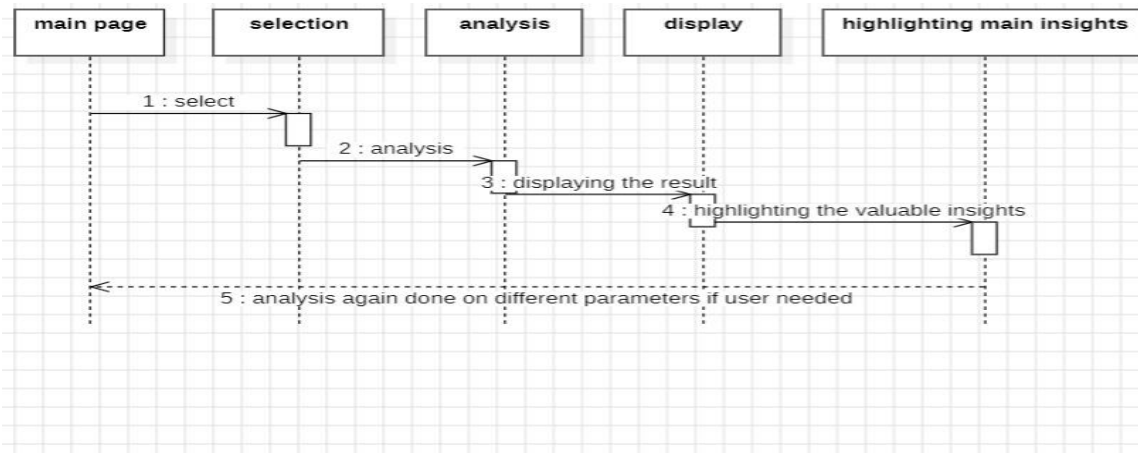 main page
selection
analysis
display
highlighting main insights
1 : select
2 : analysis
3 : displaying the result
4 : highlighting the valuable insights
5 : analysis again done on different parameters if user needed